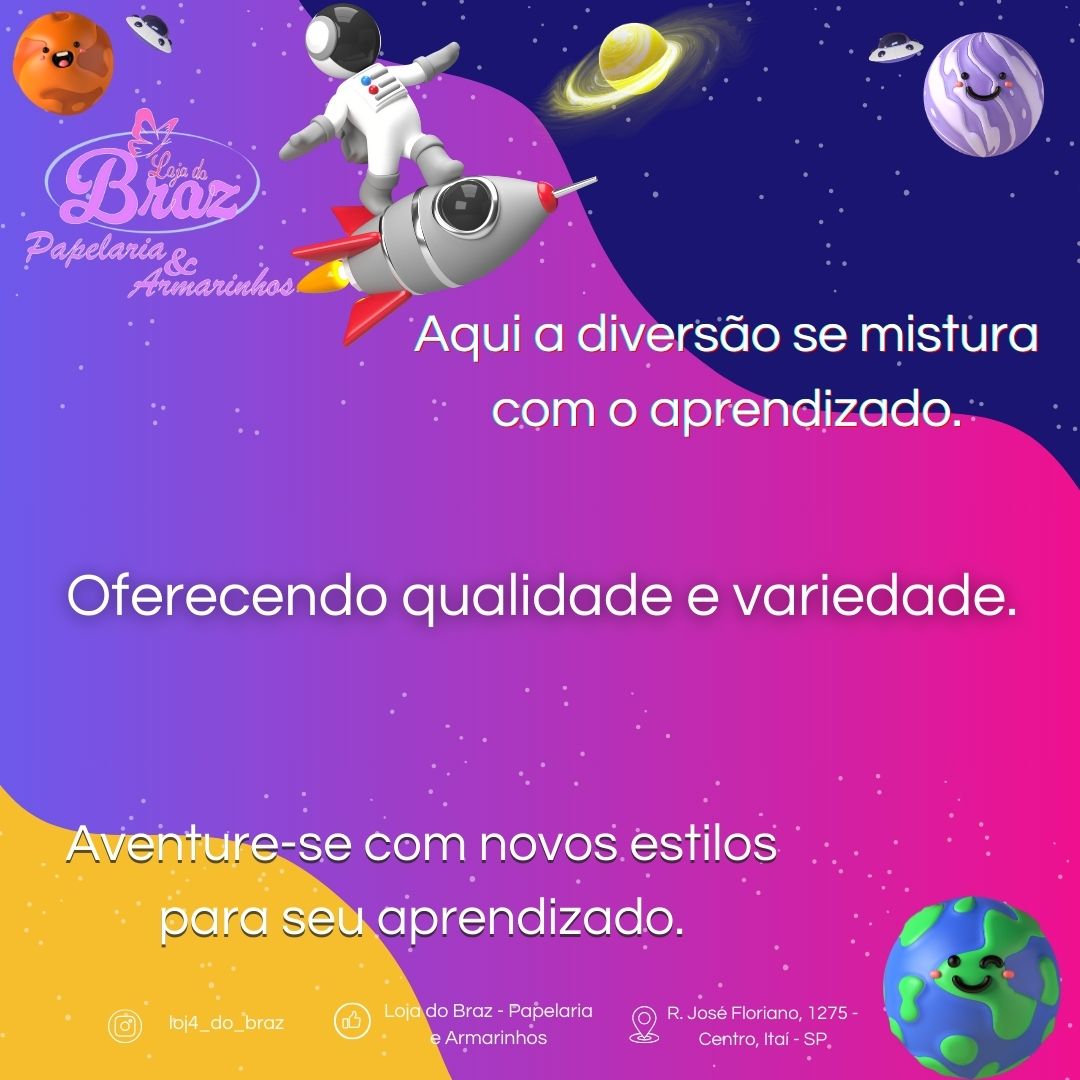 Loja do
Braz
Papelaria
&
Armarinhos
Aqui a diversão se mistura
com o aprendizado.
Oferecendo qualidade e variedade.
Aventure-se com novos estilos
para seu aprendizado.
loj4_do_braz
Loja do Braz - Papelaria
e Armarinhos
R. José Floriano, 1275 -
Centro, Itaí - SP